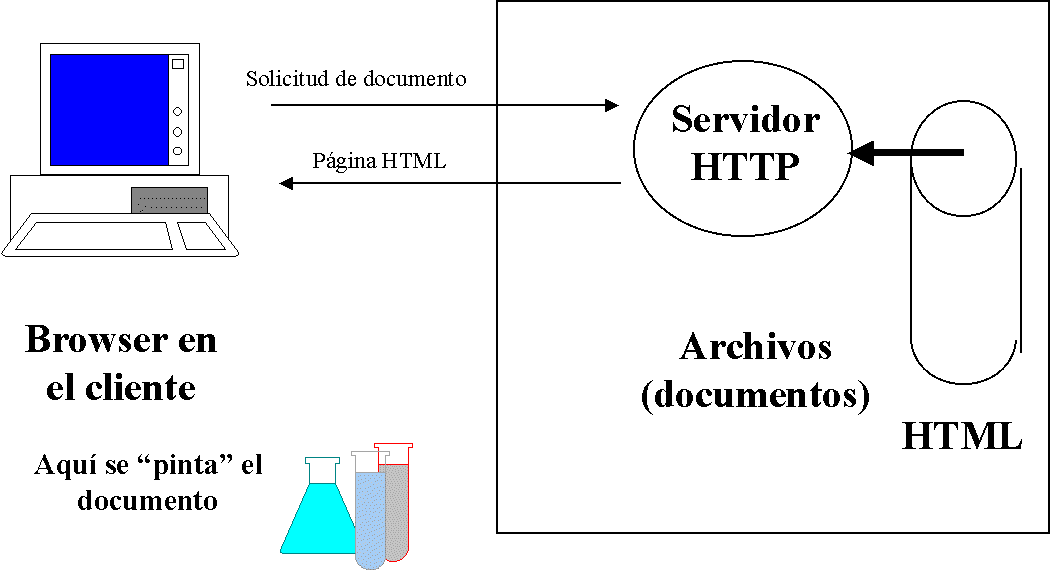 Solicitud de documento
Página HTML
Servidor
HTTP
Browser en
el cliente
Archivos
(documentos)
HTML
Aquí se “pinta” el
documento